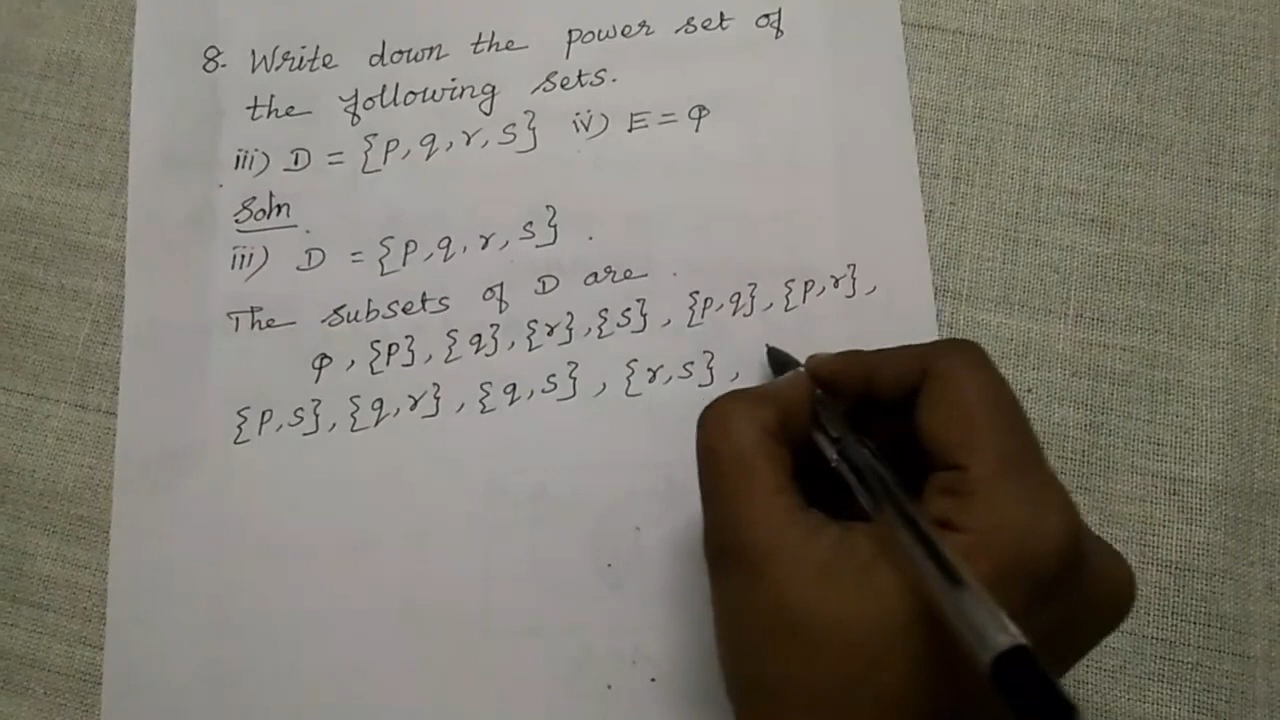 8. Write down the power set of
the following sets.
iii) D = {p, q, r, s} iv) E = φ
Soln
iii) D = {p, q, r, s}.
The subsets of D are.
φ, {p}, {q}, {r}, {s}, {p,q}, {p,r},
{p,s}, {q,r}, {q,s}, {r,s},